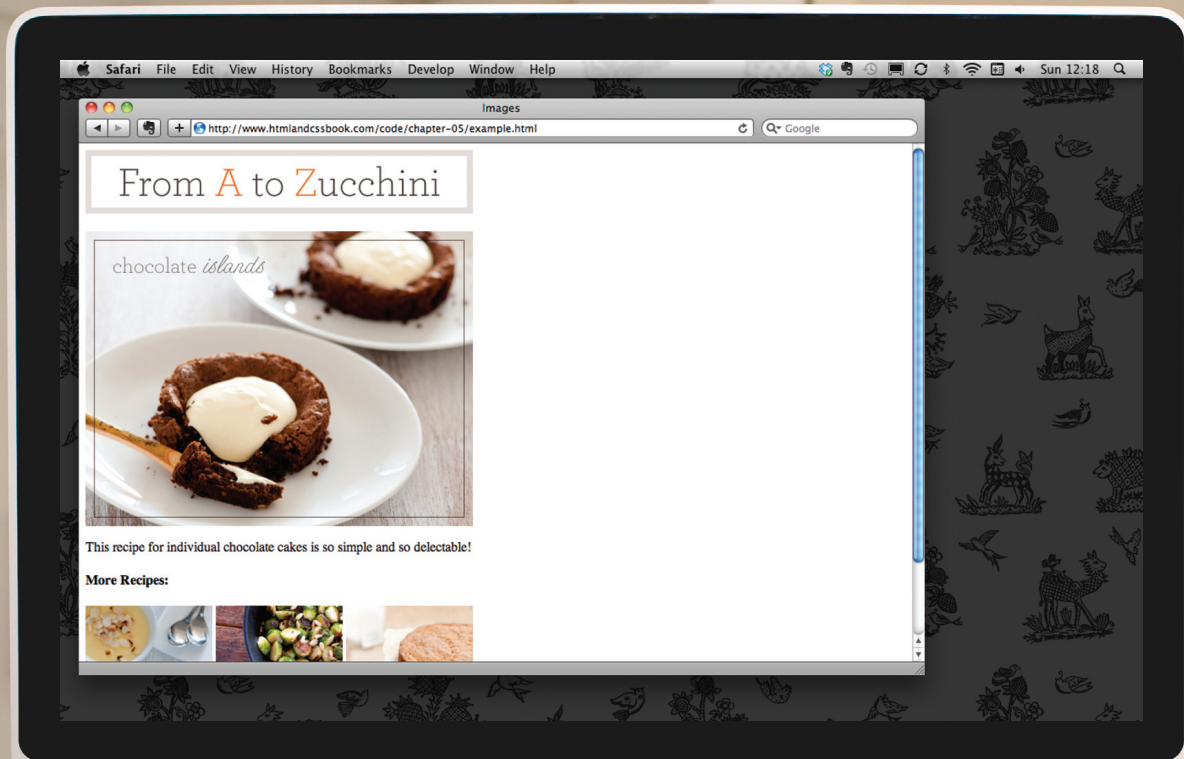 Safari File Edit View History Bookmarks Develop Window Help Sun 12:18
Images
http://www.htmlandcssbook.com/code/chapter-05/example.html
Google
From A to Zucchini
chocolate islands
This recipe for individual chocolate cakes is so simple and so delectable!
More Recipes: